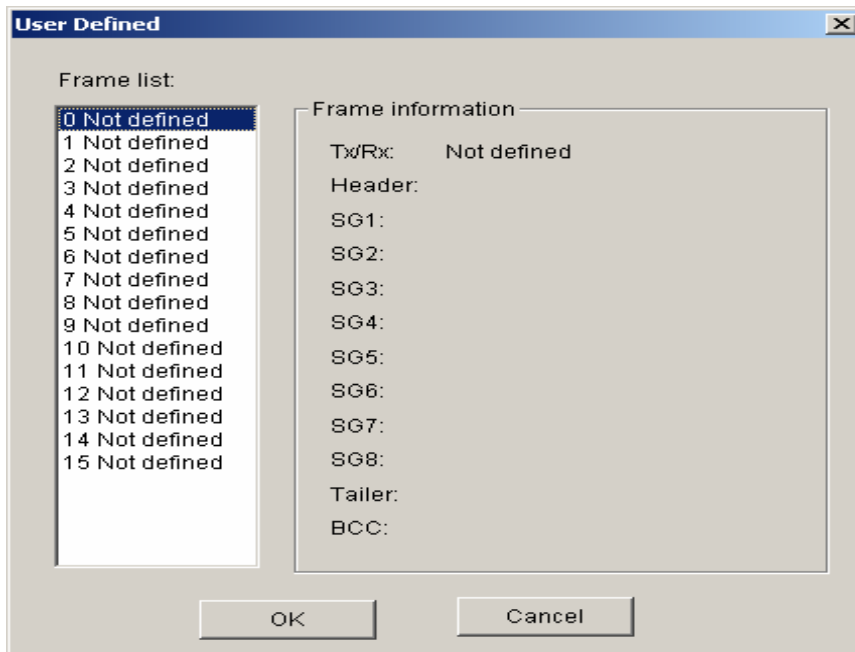 User Defined
Frame list:
0 Not defined
1 Not defined
2 Not defined
3 Not defined
4 Not defined
5 Not defined
6 Not defined
7 Not defined
8 Not defined
9 Not defined
10 Not defined
11 Not defined
12 Not defined
13 Not defined
14 Not defined
15 Not defined
Frame information
Tx/Rx: Not defined
Header:
SG1:
SG2:
SG3:
SG4:
SG5:
SG6:
SG7:
SG8:
Tailer:
BCC:
OK
Cancel